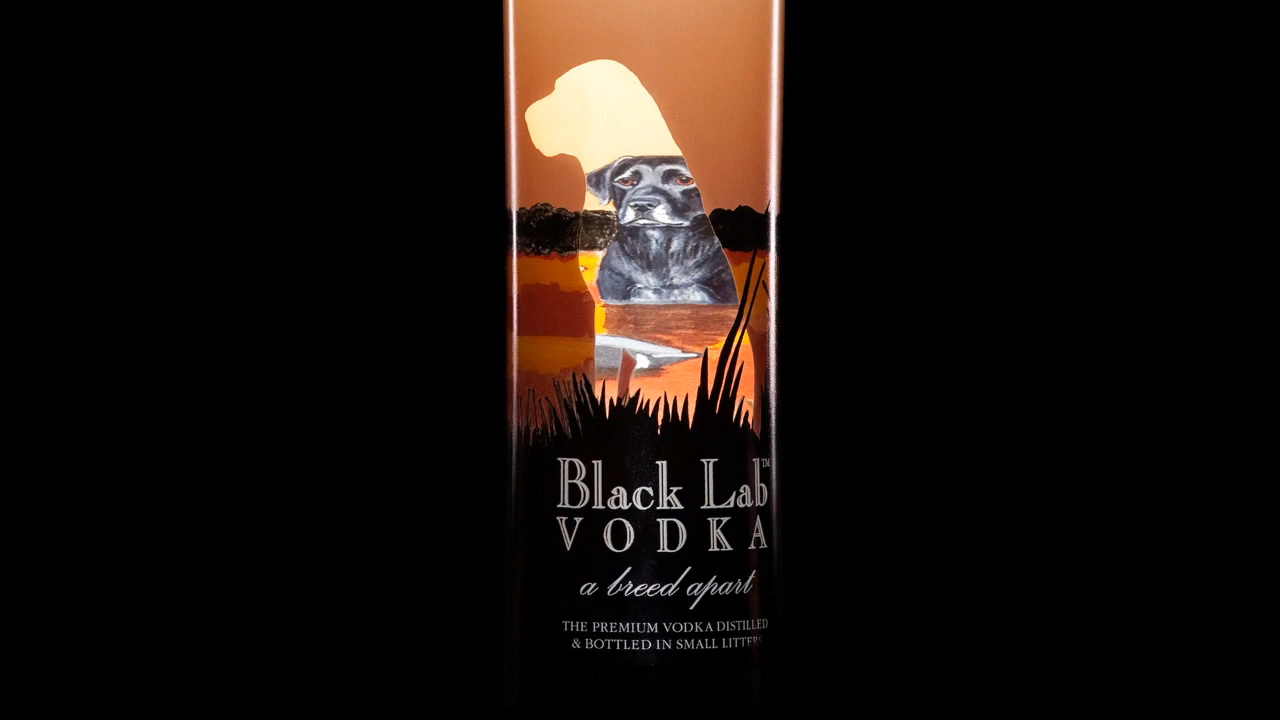 Black Lab™
VODKA
a breed apart
THE PREMIUM VODKA DISTILLED
& BOTTLED IN SMALL LITTERS